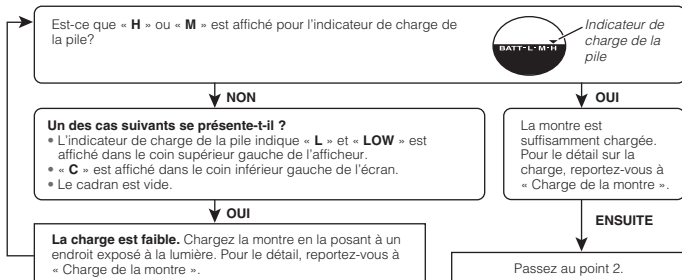 Est-ce que « H » ou « M » est affiché pour l'indicateur de charge de
la pile?
BATT-L-M-H
Indicateur de
charge de la
pile
NON
OUI
Un des cas suivants se présente-t-il ?
• L'indicateur de charge de la pile indique « L » et « LOW » est
affiché dans le coin supérieur gauche de l'afficheur.
• « C » est affiché dans le coin inférieur gauche de l'écran.
• Le cadran est vide.
La montre est
suffisamment chargée.
Pour le détail sur la
charge, reportez-vous à
« Charge de la montre ».
OUI
ENSUITE
La charge est faible. Chargez la montre en la posant à un
endroit exposé à la lumière. Pour le détail, reportez-vous à
« Charge de la montre ».
Passez au point 2.